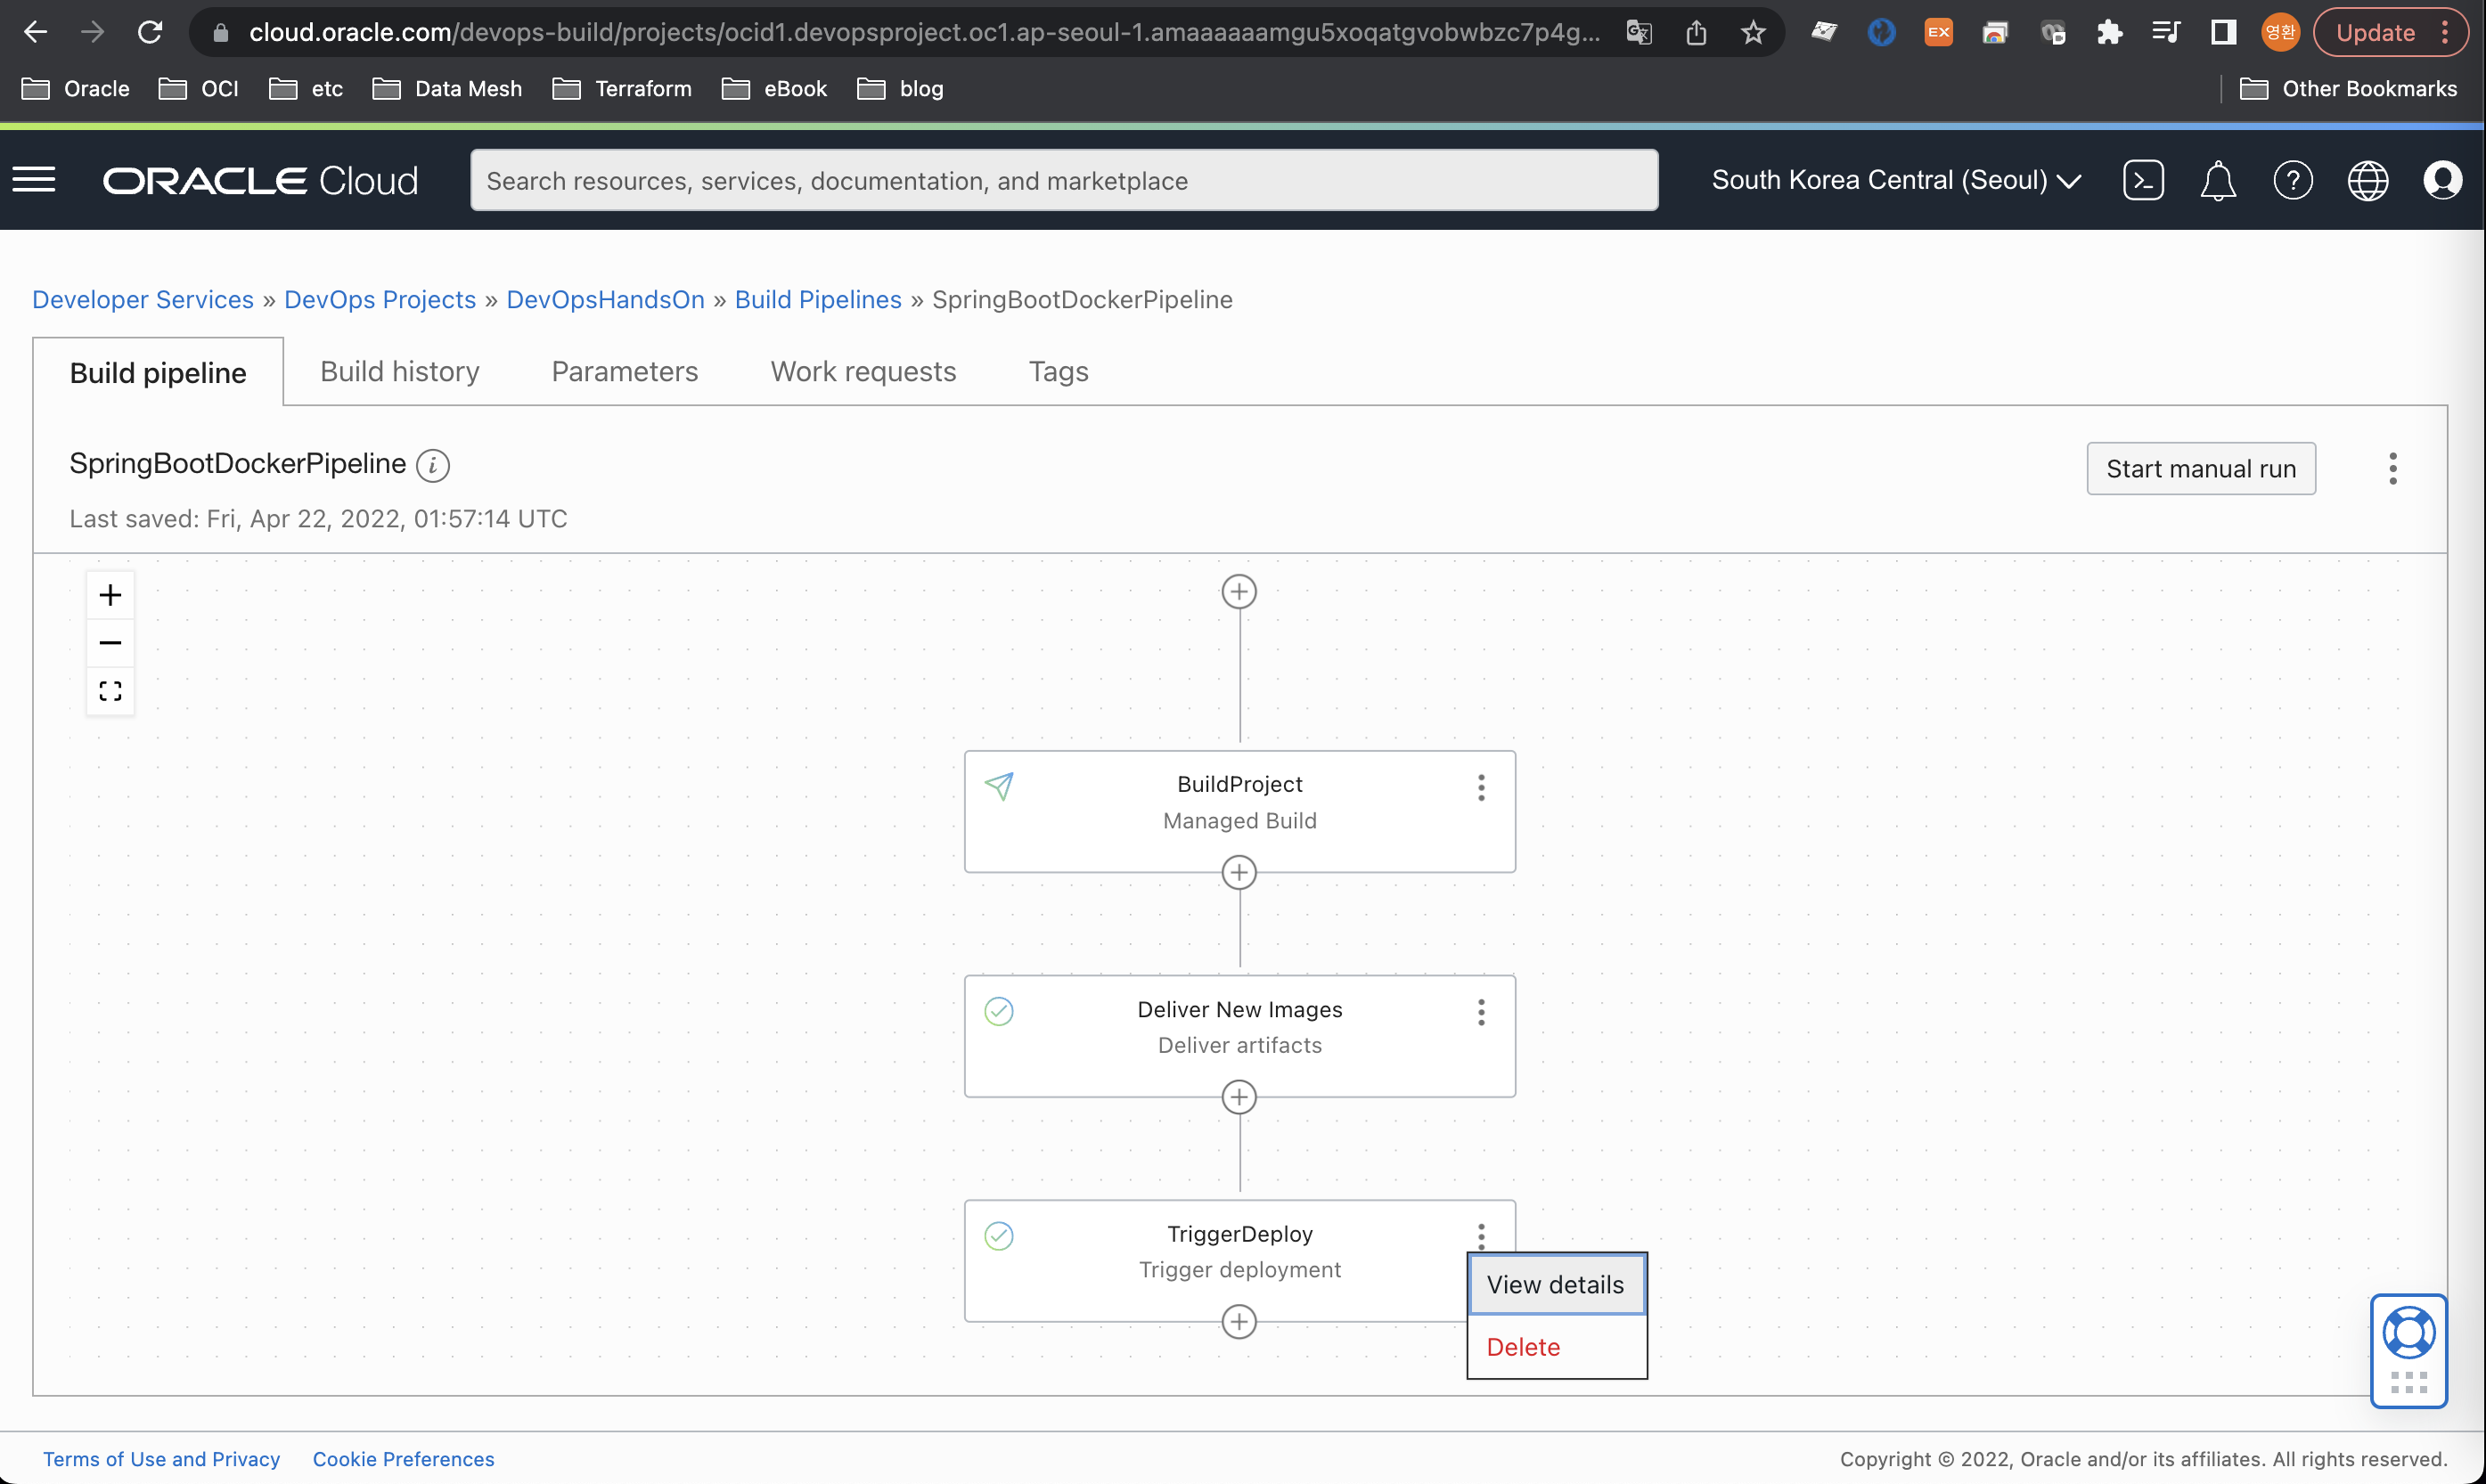 cloud.oracle.com/devops-build/projects/ocid1.devopsproject.oc1.ap-seoul-1.amaaaaaamgu5xoqatgvobwbzc7p4g...
EX
영환
Update
Oracle
OCI
etc
Data Mesh
Terraform
eBook
blog
Other Bookmarks
ORACLE Cloud
Search resources, services, documentation, and marketplace
South Korea Central (Seoul)
Developer Services » DevOps Projects » DevOpsHandsOn » Build Pipelines » SpringBootDockerPipeline
Build pipeline
Build history
Parameters
Work requests
Tags
SpringBootDockerPipeline
Start manual run
Last saved: Fri, Apr 22, 2022, 01:57:14 UTC
BuildProject
Managed Build
Deliver New Images
Deliver artifacts
TriggerDeploy
Trigger deployment
View details
Delete
Terms of Use and Privacy
Cookie Preferences
Copyright © 2022, Oracle and/or its affiliates. All rights reserved.